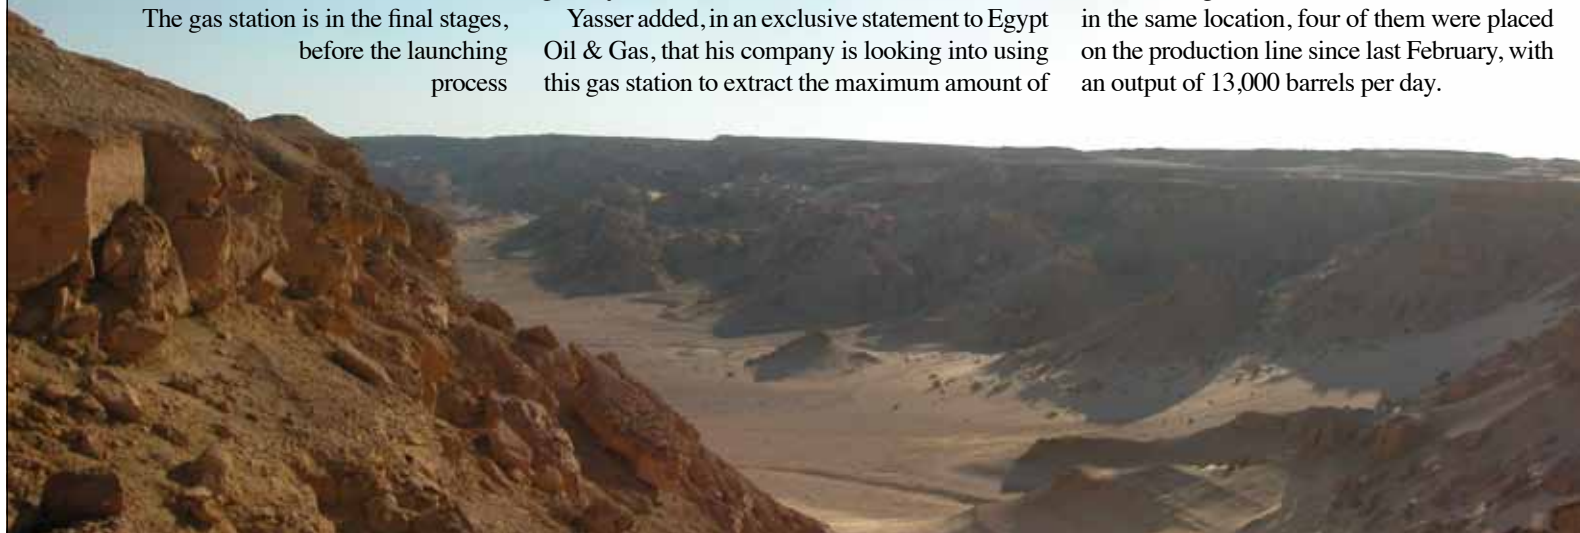 The gas station is in the final stages,
before the launching
process
Yasser added, in an exclusive statement to Egypt
Oil & Gas, that his company is looking into using
this gas station to extract the maximum amount of
in the same location, four of them were placed
on the production line since last February, with
an output of 13,000 barrels per day.